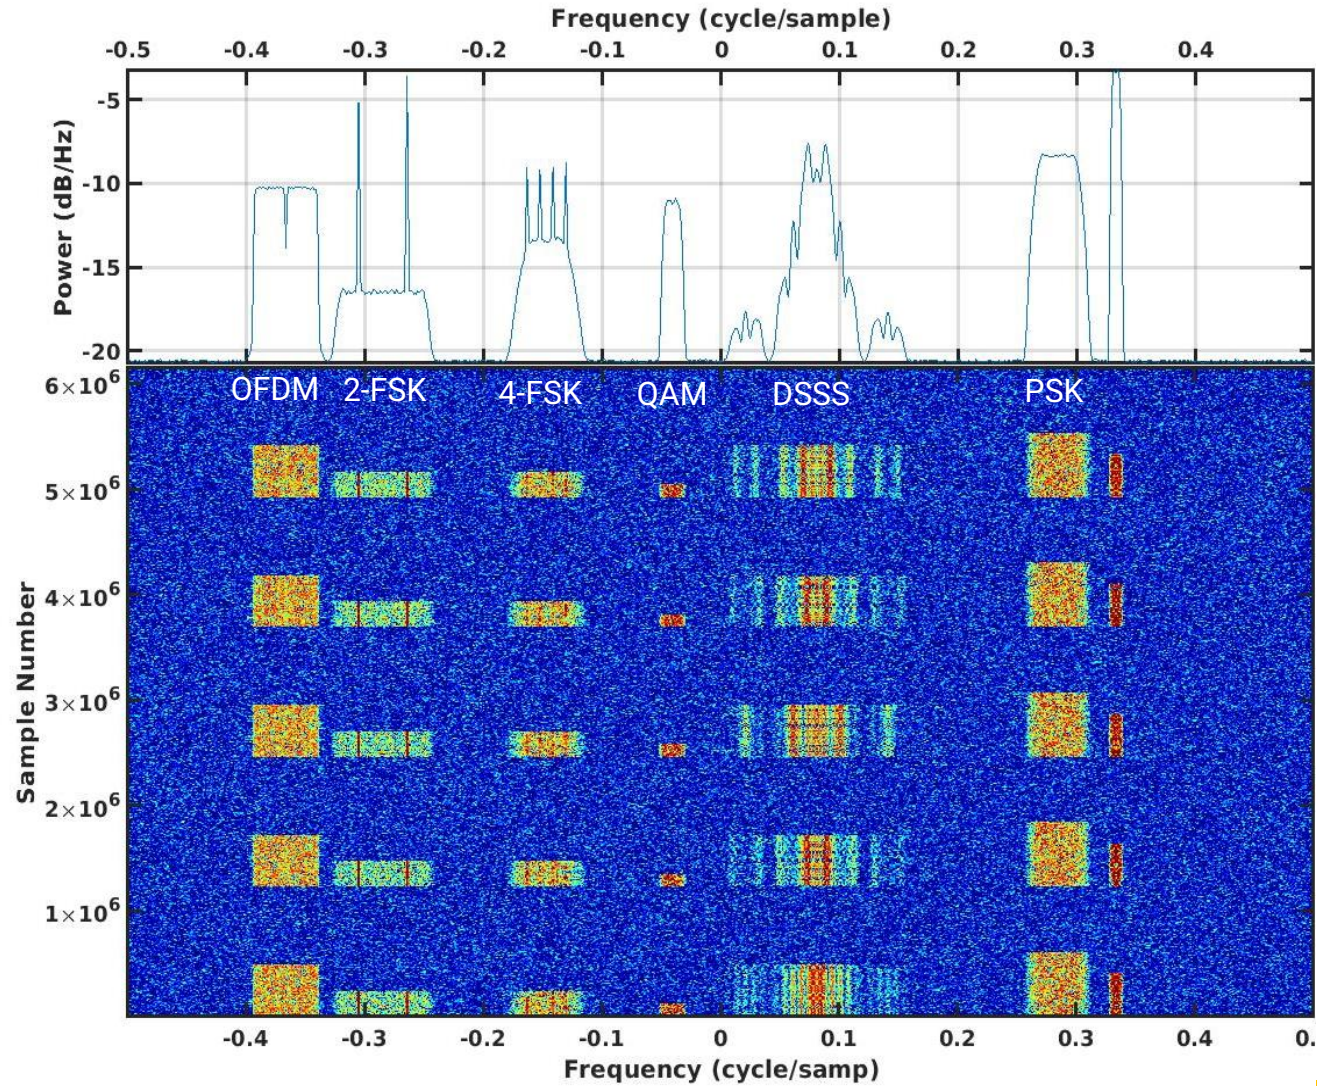 Frequency (cycle/sample)
-0.5 -0.4 -0.3 -0.2 -0.1 0 0.1 0.2 0.3 0.4
Power (dB/Hz)
-5
-10
-15
-20
OFDM 2-FSK 4-FSK QAM DSSS PSK
Sample Number
6×10⁶
5×10⁶
4×10⁶
3×10⁶
2×10⁶
1×10⁶
-0.4 -0.3 -0.2 -0.1 0 0.1 0.2 0.3 0.4 0.
Frequency (cycle/samp)